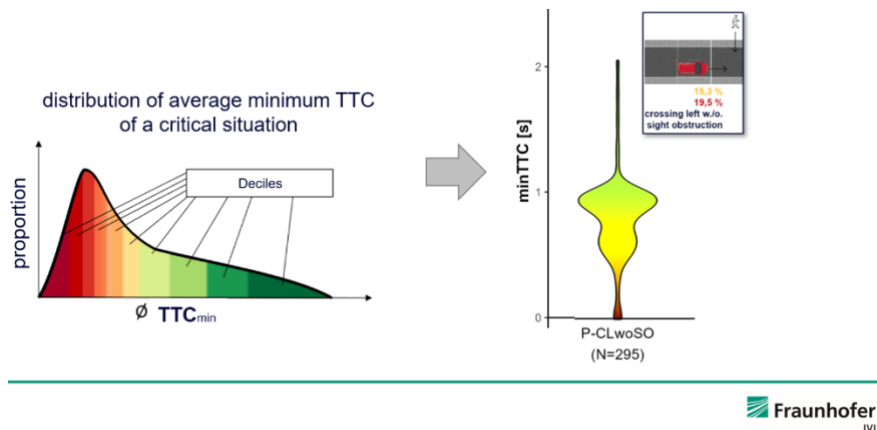 distribution of average minimum TTC
of a critical situation
proportion
Deciles
Ø TTCmin
minTTC [s]
2
1
0
15,3 %
19,5 %
crossing left w./o.
sight obstruction
P-CLwoSO
(N=295)
Fraunhofer
IVI